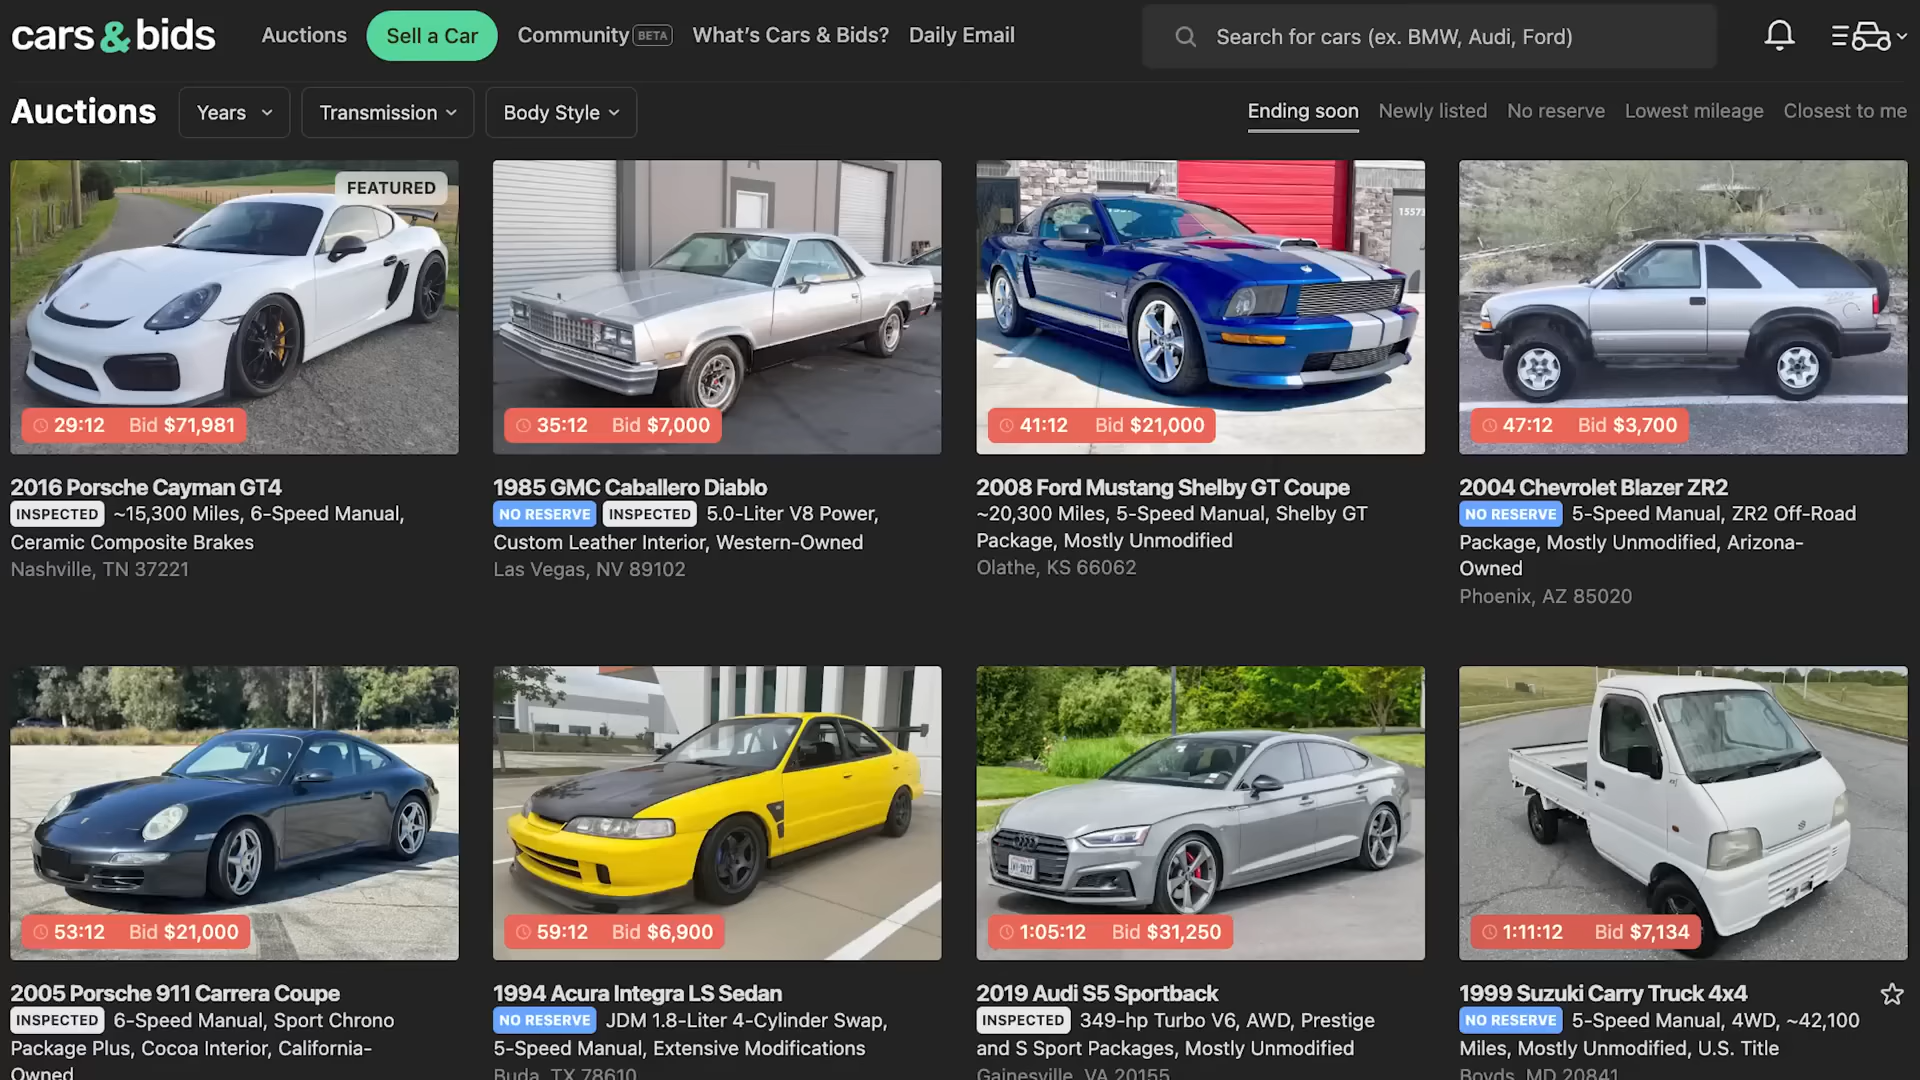 cars & bids Auctions Sell a Car Community BETA What's Cars & Bids? Daily Email Search for cars (ex. BMW, Audi, Ford)
Auctions Years Transmission Body Style Ending soon Newly listed No reserve Lowest mileage Closest to me
FEATURED
15573
29:12 Bid $71,981
2016 Porsche Cayman GT4
INSPECTED ~15,300 Miles, 6-Speed Manual,
Ceramic Composite Brakes
Nashville, TN 37221
35:12 Bid $7,000
1985 GMC Caballero Diablo
NO RESERVE INSPECTED 5.0-Liter V8 Power,
Custom Leather Interior, Western-Owned
Las Vegas, NV 89102
41:12 Bid $21,000
2008 Ford Mustang Shelby GT Coupe
~20,300 Miles, 5-Speed Manual, Shelby GT
Package, Mostly Unmodified
Olathe, KS 66062
47:12 Bid $3,700
2004 Chevrolet Blazer ZR2
NO RESERVE 5-Speed Manual, ZR2 Off-Road
Package, Mostly Unmodified, Arizona-
Owned
Phoenix, AZ 85020
53:12 Bid $21,000
2005 Porsche 911 Carrera Coupe
INSPECTED 6-Speed Manual, Sport Chrono
Package Plus, Cocoa Interior, California-
Owned
59:12 Bid $6,900
1994 Acura Integra LS Sedan
NO RESERVE JDM 1.8-Liter 4-Cylinder Swap,
5-Speed Manual, Extensive Modifications
Buda, TX 78610
1:05:12 Bid $31,250
2019 Audi S5 Sportback
INSPECTED 349-hp Turbo V6, AWD, Prestige
and S Sport Packages, Mostly Unmodified
Gainesville, VA 20155
1:11:12 Bid $7,134
1999 Suzuki Carry Truck 4x4
NO RESERVE 5-Speed Manual, 4WD, ~42,100
Miles, Mostly Unmodified, U.S. Title
Boyds, MD 20841